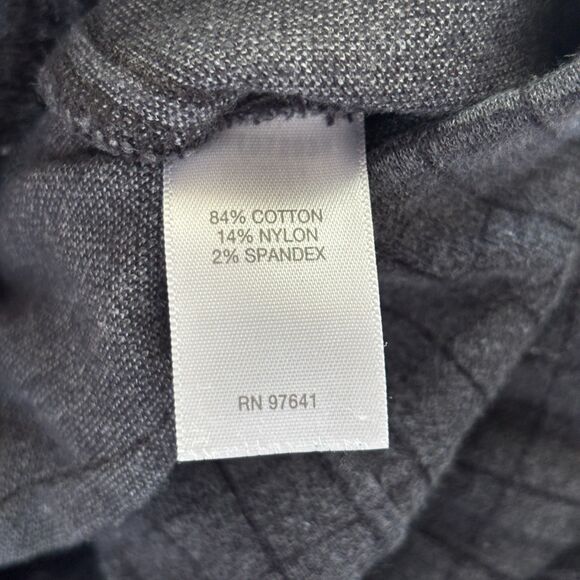 84% COTTON
14% NYLON
2% SPANDEX
RN 97641